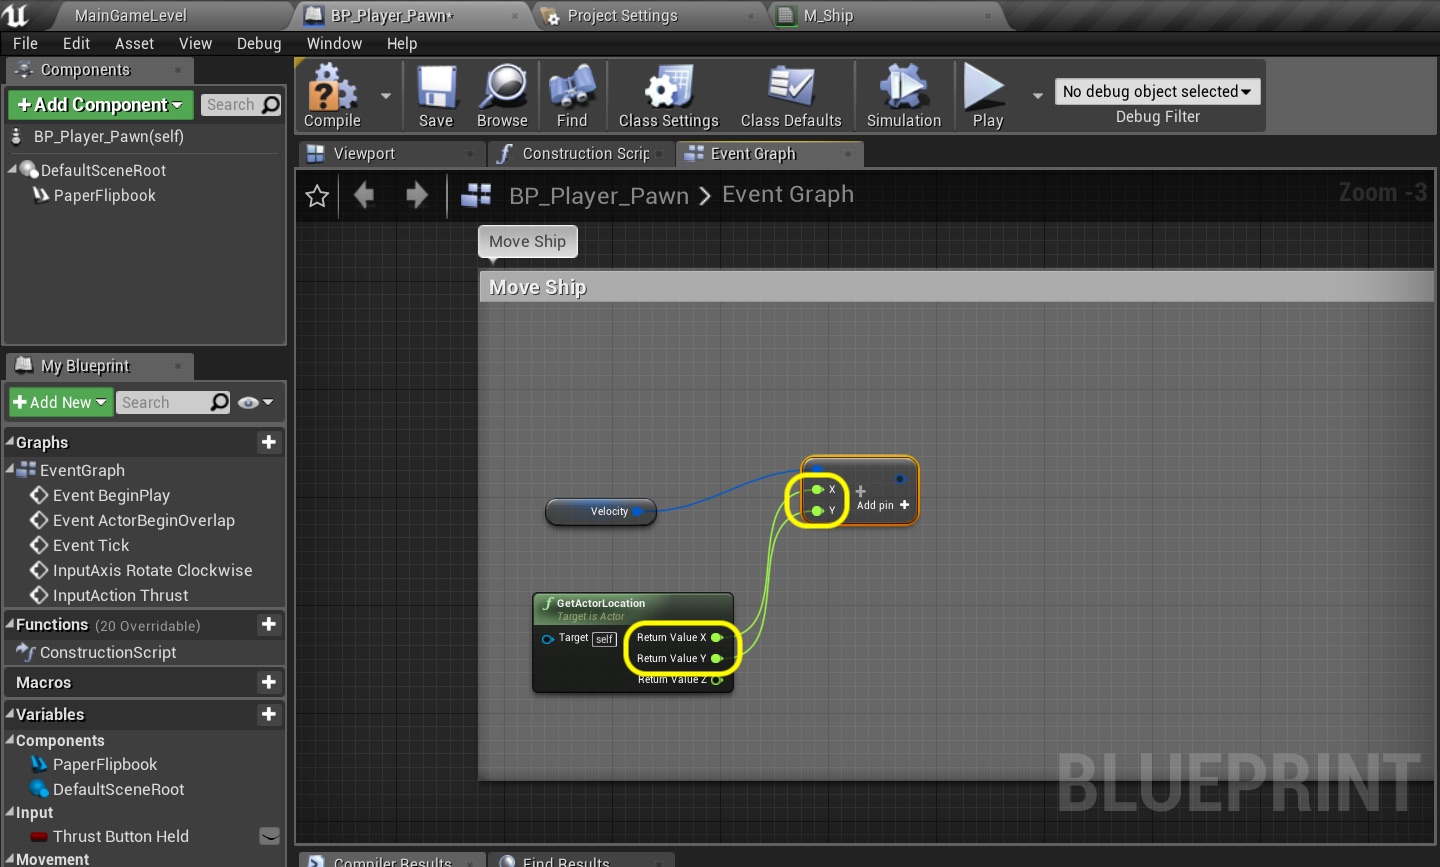 MainGameLevel
BP_Player_Pawn*
Project Settings
M_Ship
File Edit Asset View Debug Window Help
Components
+Add Component
Search
BP_Player_Pawn(self)
DefaultSceneRoot
PaperFlipbook
Compile
Save
Browse
Find
Class Settings
Class Defaults
Simulation
Play
No debug object selected
Debug Filter
Viewport
Construction Scrip
Event Graph
BP_Player_Pawn > Event Graph
Zoom -3
Move Ship
Move Ship
Velocity
X
Y
Add pin +
GetActorLocation
Target is Actor
Target self
Return Value X
Return Value Y
Return Value Z
BLUEPRINT
My Blueprint
+Add New
Search
Graphs
EventGraph
Event BeginPlay
Event ActorBeginOverlap
Event Tick
InputAxis Rotate Clockwise
InputAction Thrust
Functions (20 Overridable)
ConstructionScript
Macros
Variables
Components
PaperFlipbook
DefaultSceneRoot
Input
Thrust Button Held
Movement
Compiler Results
Find Results